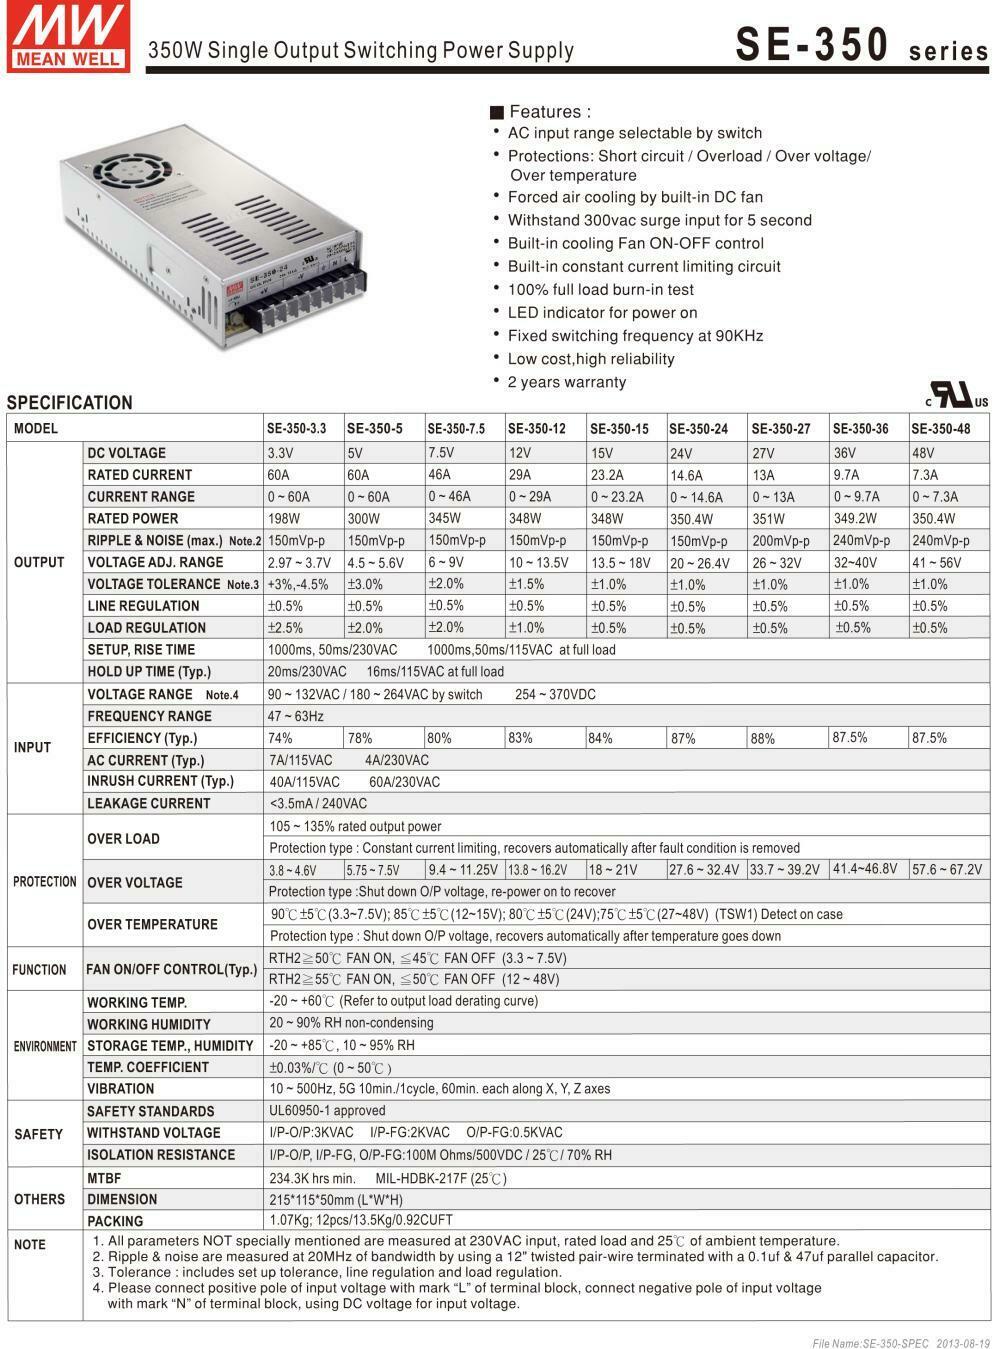 MW
MEAN WELL
350W Single Output Switching Power Supply
SE-350 series
■ Features :
• AC input range selectable by switch
• Protections: Short circuit / Overload / Over voltage/
Over temperature
• Forced air cooling by built-in DC fan
• Withstand 300vac surge input for 5 second
• Built-in cooling Fan ON-OFF control
• Built-in constant current limiting circuit
• 100% full load burn-in test
• LED indicator for power on
• Fixed switching frequency at 90KHz
• Low cost,high reliability
• 2 years warranty
SE-350-24
SPECIFICATION
c RU US
MODEL SE-350-3.3 SE-350-5 SE-350-7.5 SE-350-12 SE-350-15 SE-350-24 SE-350-27 SE-350-36 SE-350-48
OUTPUT
DC VOLTAGE 3.3V 5V 7.5V 12V 15V 24V 27V 36V 48V
RATED CURRENT 60A 60A 46A 29A 23.2A 14.6A 13A 9.7A 7.3A
CURRENT RANGE 0 ~ 60A 0 ~ 60A 0 ~ 46A 0 ~ 29A 0 ~ 23.2A 0 ~ 14.6A 0 ~ 13A 0 ~ 9.7A 0 ~ 7.3A
RATED POWER 198W 300W 345W 348W 348W 350.4W 351W 349.2W 350.4W
RIPPLE & NOISE (max.) Note.2 150mVp-p 150mVp-p 150mVp-p 150mVp-p 150mVp-p 150mVp-p 200mVp-p 240mVp-p 240mVp-p
VOLTAGE ADJ. RANGE 2.97 ~ 3.7V 4.5 ~ 5.6V 6 ~ 9V 10 ~ 13.5V 13.5 ~ 18V 20 ~ 26.4V 26 ~ 32V 32~40V 41 ~ 56V
VOLTAGE TOLERANCE Note.3 +3%,-4.5% ±3.0% ±2.0% ±1.5% ±1.0% ±1.0% ±1.0% ±1.0% ±1.0%
LINE REGULATION ±0.5% ±0.5% ±0.5% ±0.5% ±0.5% ±0.5% ±0.5% ±0.5% ±0.5%
LOAD REGULATION ±2.5% ±2.0% ±2.0% ±1.0% ±0.5% ±0.5% ±0.5% ±0.5% ±0.5%
SETUP, RISE TIME 1000ms, 50ms/230VAC 1000ms,50ms/115VAC at full load
HOLD UP TIME (Typ.) 20ms/230VAC 16ms/115VAC at full load
INPUT
VOLTAGE RANGE Note.4 90 ~ 132VAC / 180 ~ 264VAC by switch 254 ~ 370VDC
FREQUENCY RANGE 47 ~ 63Hz
EFFICIENCY (Typ.) 74% 78% 80% 83% 84% 87% 88% 87.5% 87.5%
AC CURRENT (Typ.) 7A/115VAC 4A/230VAC
INRUSH CURRENT (Typ.) 40A/115VAC 60A/230VAC
LEAKAGE CURRENT <3.5mA / 240VAC
PROTECTION
OVER LOAD 105 ~ 135% rated output power
Protection type : Constant current limiting, recovers automatically after fault condition is removed
OVER VOLTAGE 3.8 ~ 4.6V 5.75 ~ 7.5V 9.4 ~ 11.25V 13.8 ~ 16.2V 18 ~ 21V 27.6 ~ 32.4V 33.7 ~ 39.2V 41.4~46.8V 57.6 ~ 67.2V
Protection type :Shut down O/P voltage, re-power on to recover
OVER TEMPERATURE 90℃ ±5℃ (3.3~7.5V); 85℃ ±5℃ (12~15V); 80℃ ±5℃ (24V);75℃ ±5℃ (27~48V) (TSW1) Detect on case
Protection type : Shut down O/P voltage, recovers automatically after temperature goes down
FUNCTION
FAN ON/OFF CONTROL(Typ.) RTH2≧50℃ FAN ON, ≦45℃ FAN OFF (3.3 ~ 7.5V)
RTH2≧55℃ FAN ON, ≦50℃ FAN OFF (12 ~ 48V)
ENVIRONMENT
WORKING TEMP. -20 ~ +60℃ (Refer to output load derating curve)
WORKING HUMIDITY 20 ~ 90% RH non-condensing
STORAGE TEMP., HUMIDITY -20 ~ +85℃, 10 ~ 95% RH
TEMP. COEFFICIENT ±0.03%/℃ (0 ~ 50℃ )
VIBRATION 10 ~ 500Hz, 5G 10min./1cycle, 60min. each along X, Y, Z axes
SAFETY
SAFETY STANDARDS UL60950-1 approved
WITHSTAND VOLTAGE I/P-O/P:3KVAC I/P-FG:2KVAC O/P-FG:0.5KVAC
ISOLATION RESISTANCE I/P-O/P, I/P-FG, O/P-FG:100M Ohms/500VDC / 25℃ / 70% RH
OTHERS
MTBF 234.3K hrs min. MIL-HDBK-217F (25℃ )
DIMENSION 215*115*50mm (L*W*H)
PACKING 1.07Kg; 12pcs/13.5Kg/0.92CUFT
NOTE
1. All parameters NOT specially mentioned are measured at 230VAC input, rated load and 25℃ of ambient temperature.
2. Ripple & noise are measured at 20MHz of bandwidth by using a 12" twisted pair-wire terminated with a 0.1uf & 47uf parallel capacitor.
3. Tolerance : includes set up tolerance, line regulation and load regulation.
4. Please connect positive pole of input voltage with mark “L” of terminal block, connect negative pole of input voltage
with mark “N” of terminal block, using DC voltage for input voltage.
File Name:SE-350-SPEC 2013-08-19